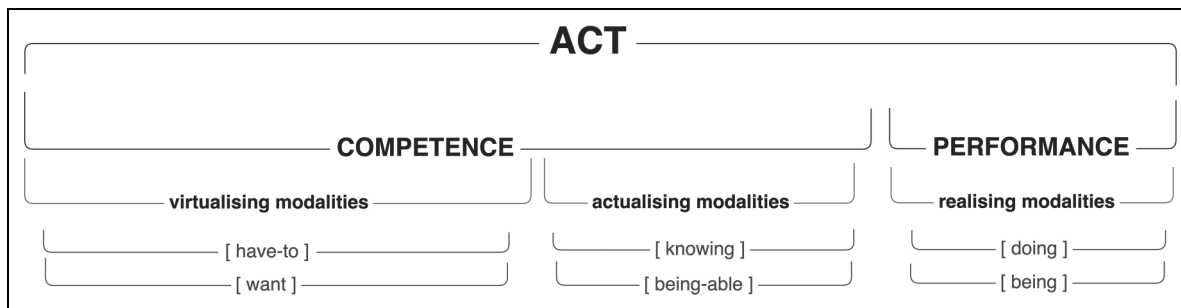 ACT
COMPETENCE PERFORMANCE
virtualising modalities actualising modalities realising modalities
[ have-to ] [ knowing ] [ doing ]
[ want ] [ being-able ] [ being ]